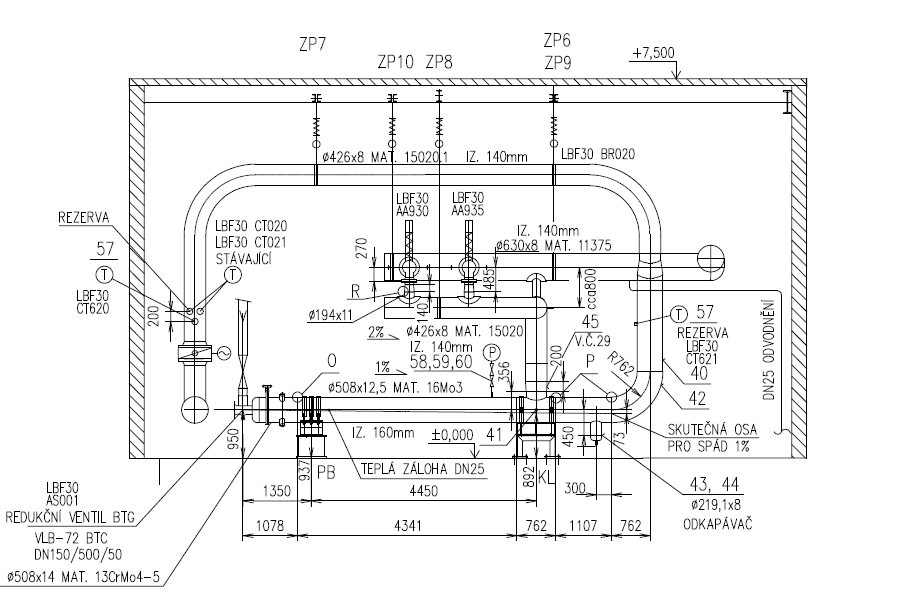 ZP7
ZP10
ZP8
ZP6
ZP9
+7,500
ø426x8 MAT. 15020.1
IZ. 140mm
LBF30 BR020
LBF30
AA930
LBF30
AA935
REZERVA
57
T
LBF30
CT620
200
LBF30 CT020
LBF30 CT021
STÁVAJÍCÍ
T
270
R
ø194x11
140
485
IZ. 140mm
ø630x8 MAT. 11375
cca800
2%
ø426x8 MAT. 15020
IZ. 140mm
1%
58,59,60
P
ø508x12,5 MAT. 16Mo3
356
200
45
V.Č.29
P
R762
T
57
REZERVA
LBF30
CT621
40
42
DN25 ODVODNĚNÍ
O
950
IZ. 160mm
±0,000
41
937
PB
TEPLÁ ZÁLOHA DN25
892
KL
450
73
SKUTEČNÁ OSA
PRO SPÁD 1%
300
43, 44
ø219,1x8
ODKAPÁVAČ
1350
4450
1078
4341
762
1107
762
LBF30
AS001
REDUKČNÍ VENTIL BTG
VLB-72 BTC
DN150/500/50
ø508x14 MAT. 13CrMo4-5